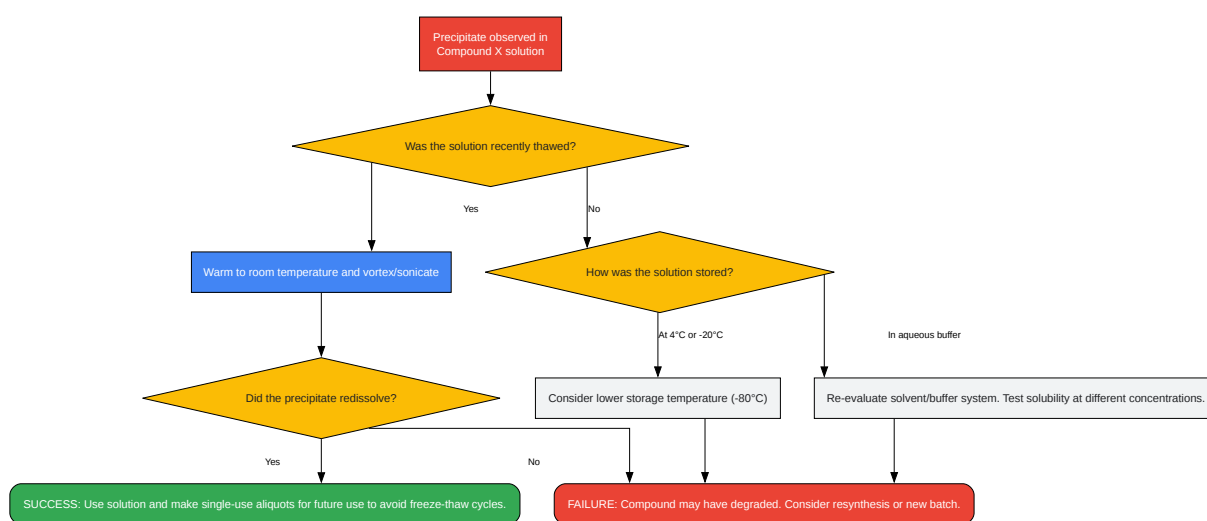 Precipitate observed in
Compound X solution
Was the solution recently thawed?
Yes
No
Warm to room temperature and vortex/sonicate
How was the solution stored?
At 4°C or -20°C
In aqueous buffer
Did the precipitate redissolve?
Consider lower storage temperature (-80°C)
Re-evaluate solvent/buffer system. Test solubility at different concentrations.
Yes
No
SUCCESS: Use solution and make single-use aliquots for future use to avoid freeze-thaw cycles.
FAILURE: Compound may have degraded. Consider resynthesis or new batch.